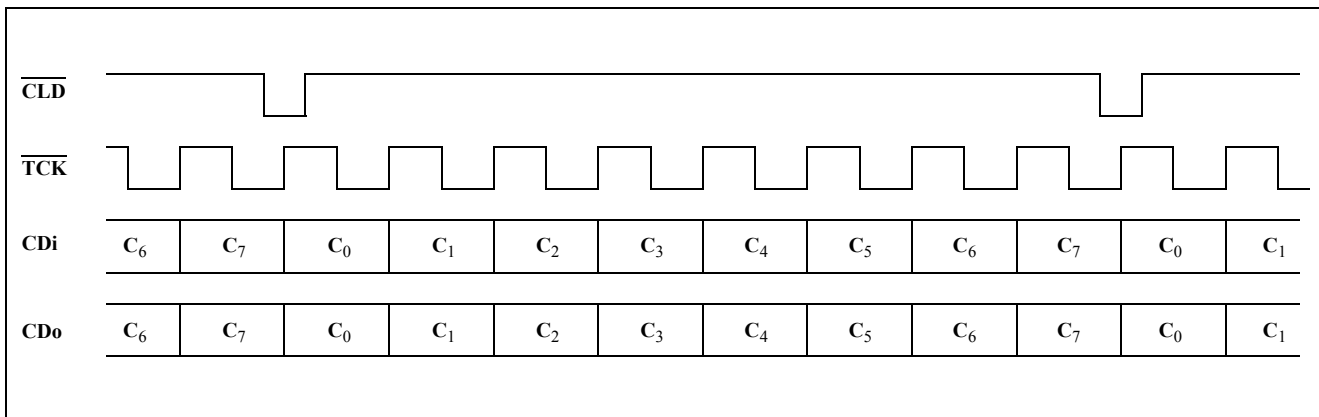 CLD
TCK
CDi C₆ C₇ C₀ C₁ C₂ C₃ C₄ C₅ C₆ C₇ C₀ C₁
CDo C₆ C₇ C₀ C₁ C₂ C₃ C₄ C₅ C₆ C₇ C₀ C₁